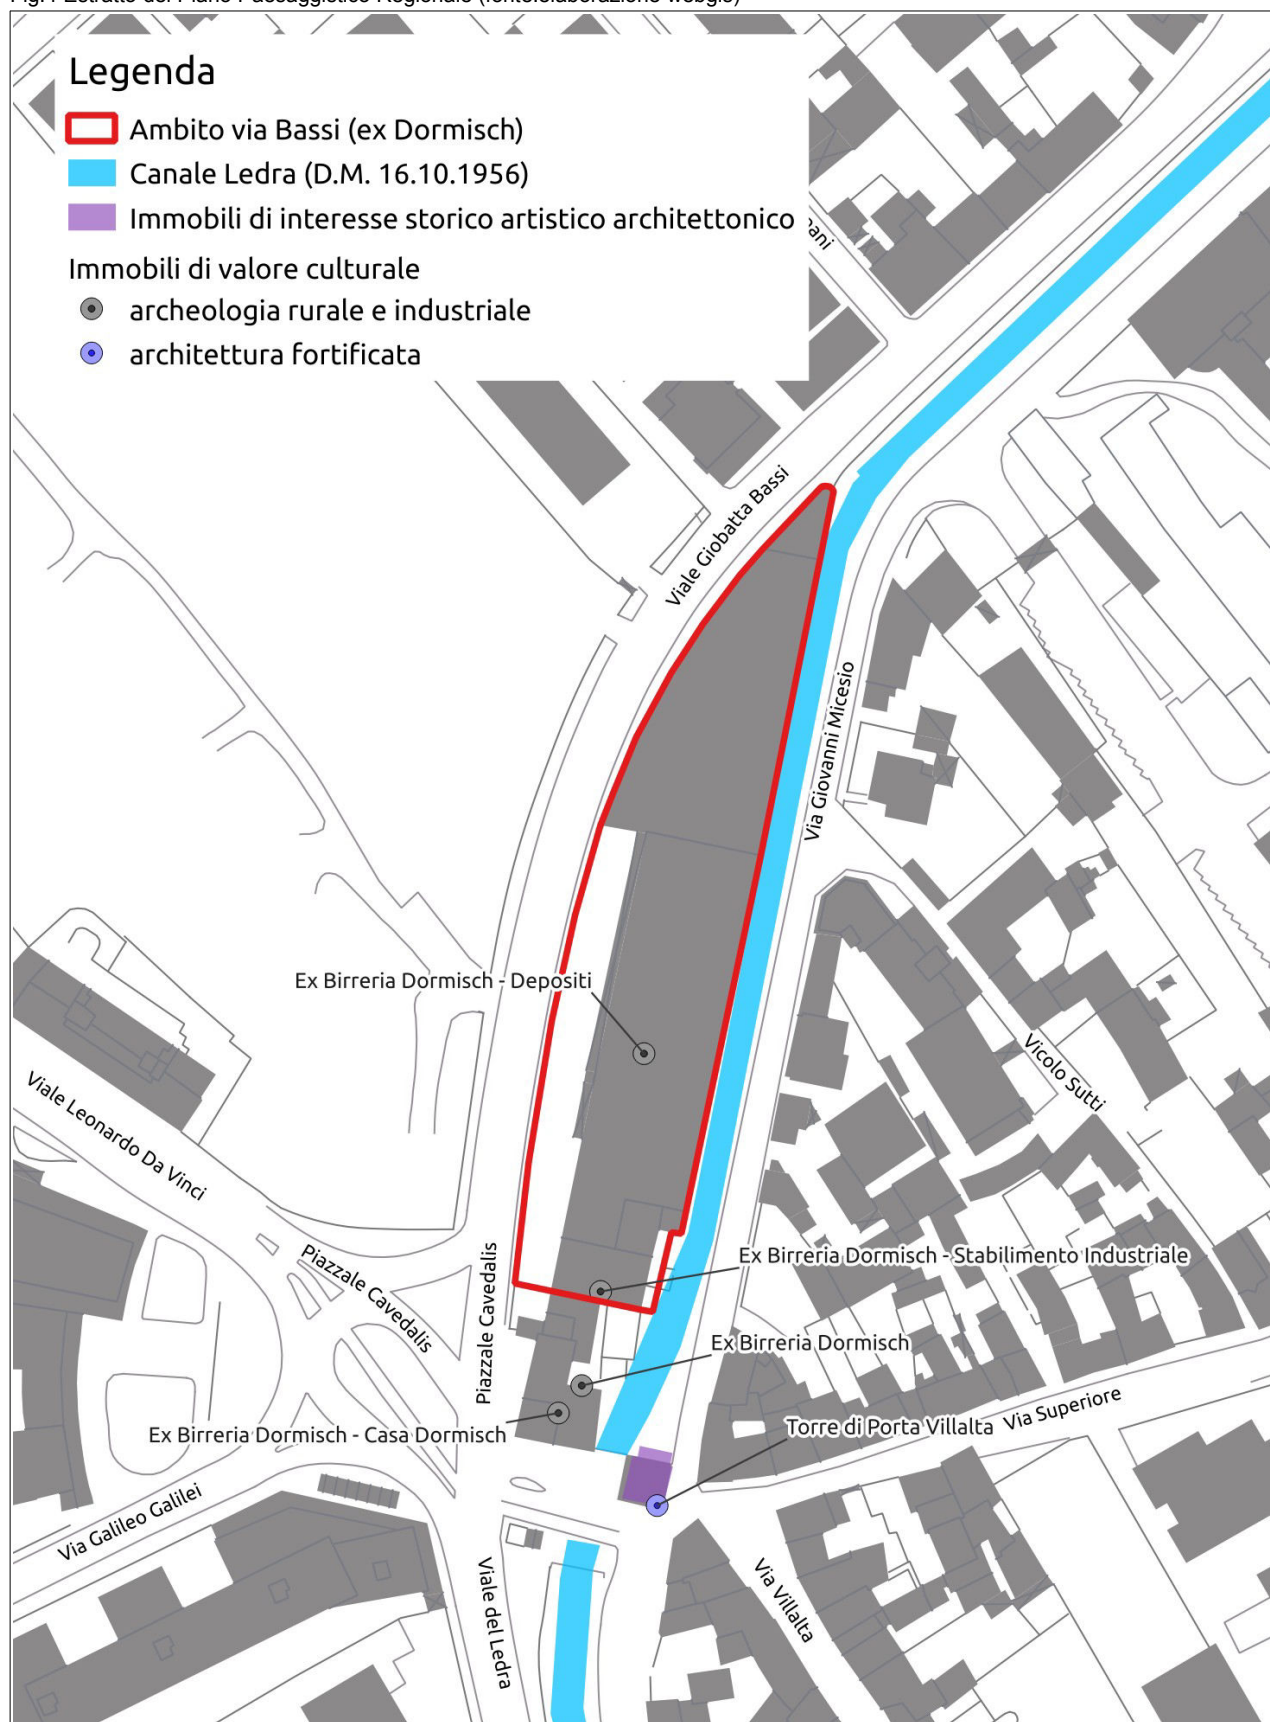 Legenda
Ambito via Bassi (ex Dormisch)
Canale Ledra (D.M. 16.10.1956)
Immobili di interesse storico artistico architettonico
Immobili di valore culturale
archeologia rurale e industriale
architettura fortificata
Viale Giobatta Bassi
Via Giovanni Micesio
Ex Birreria Dormisch - Depositi
Vicolo Sutti
Viale Leonardo Da Vinci
Piazzale Cavedalis
Piazzale Cavedalis
Ex Birreria Dormisch - Stabilimento Industriale
Ex Birreria Dormisch
Ex Birreria Dormisch - Casa Dormisch
Torre di Porta Villalta
Via Superiore
Via Galileo Galilei
Viale del Ledra
Via Villalta